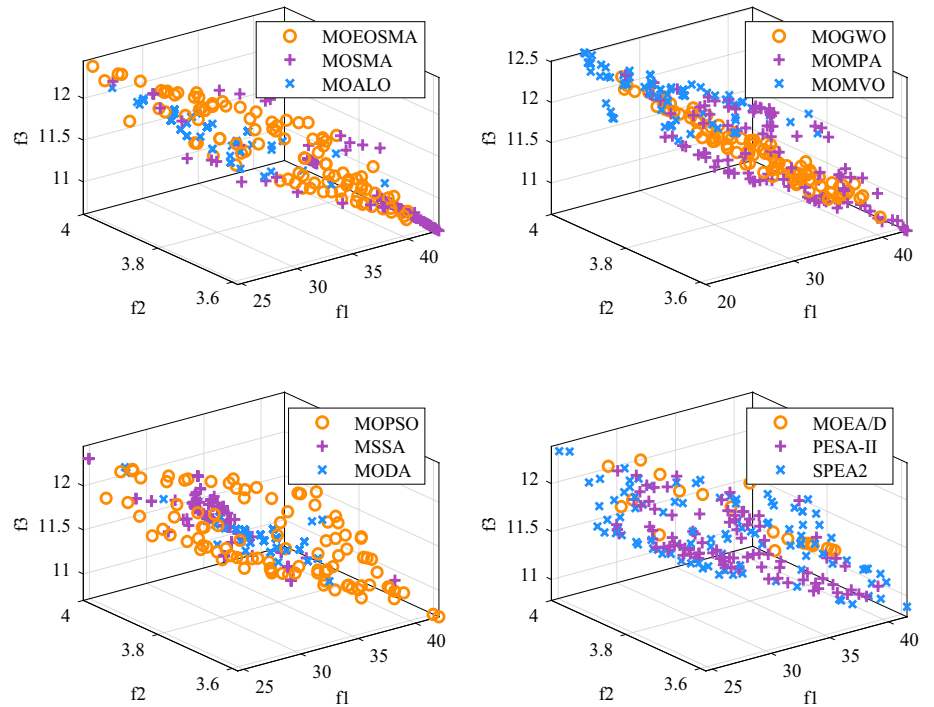 MOEOSMA
MOSMA
MOALO
12
11.5
11
f3
4
3.8
3.6
f2
25
30
35
40
f1
MOGWO
MOMPA
MOMVO
12.5
12
11.5
11
f3
4
3.8
3.6
f2
20
30
40
f1
MOPSO
MSSA
MODA
12
11.5
11
f3
4
3.8
3.6
f2
25
30
35
40
f1
MOEA/D
PESA-II
SPEA2
12
11.5
11
f3
4
3.8
3.6
f2
25
30
35
40
f1